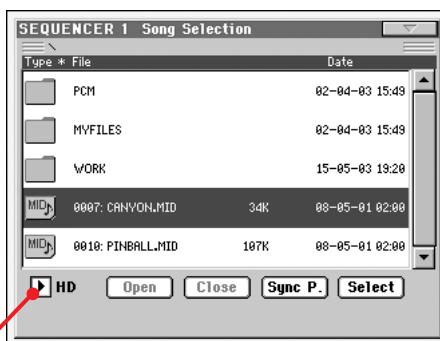 SEQUENCER 1 Song Selection
Type * File Date
PCM 02-04-03 15:49
MYFILES 02-04-03 15:49
WORK 15-05-03 19:20
MID 0007: CANYON.MID 34K 08-05-01 02:00
MID 0010: PINBALL.MID 107K 08-05-01 02:00
HD Open Close Sync P. Select